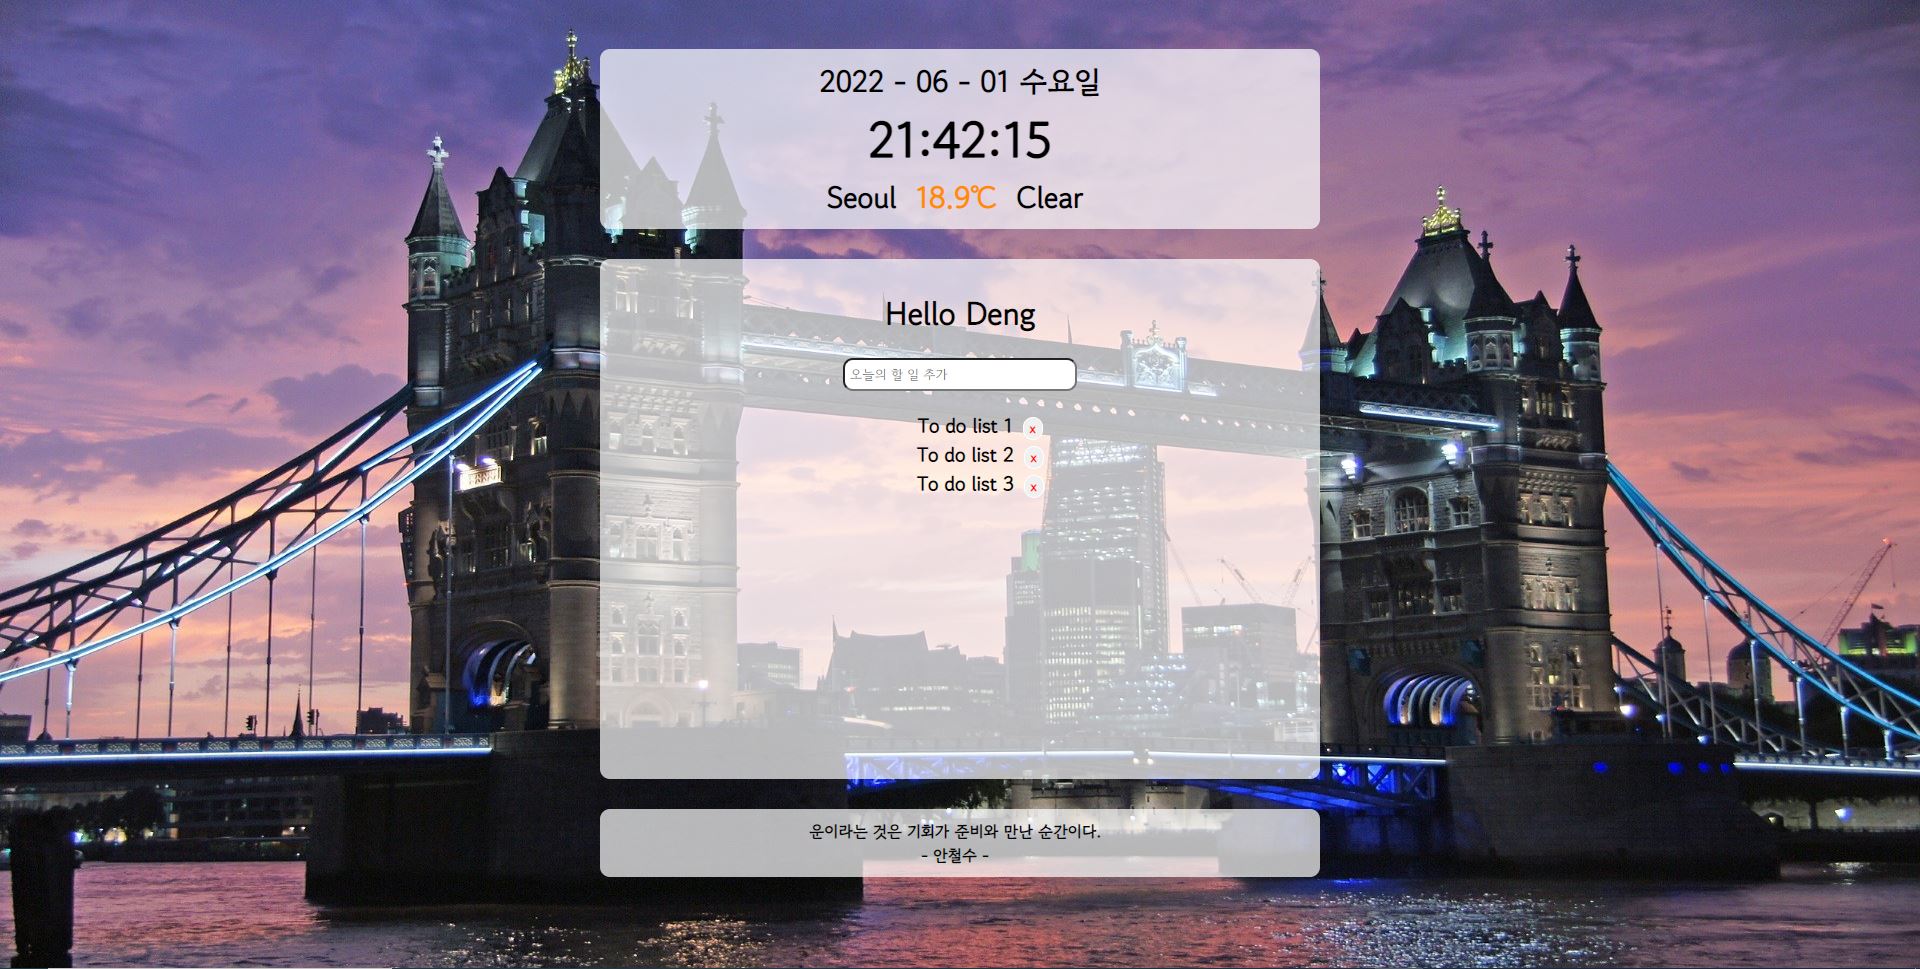 2022 - 06 - 01 수요일
21:42:15
Seoul 18.9℃ Clear
Hello Deng
오늘의 할 일 추가
To do list 1 x
To do list 2 x
To do list 3 x
운이라는 것은 기회가 준비와 만난 순간이다.
- 안철수 -